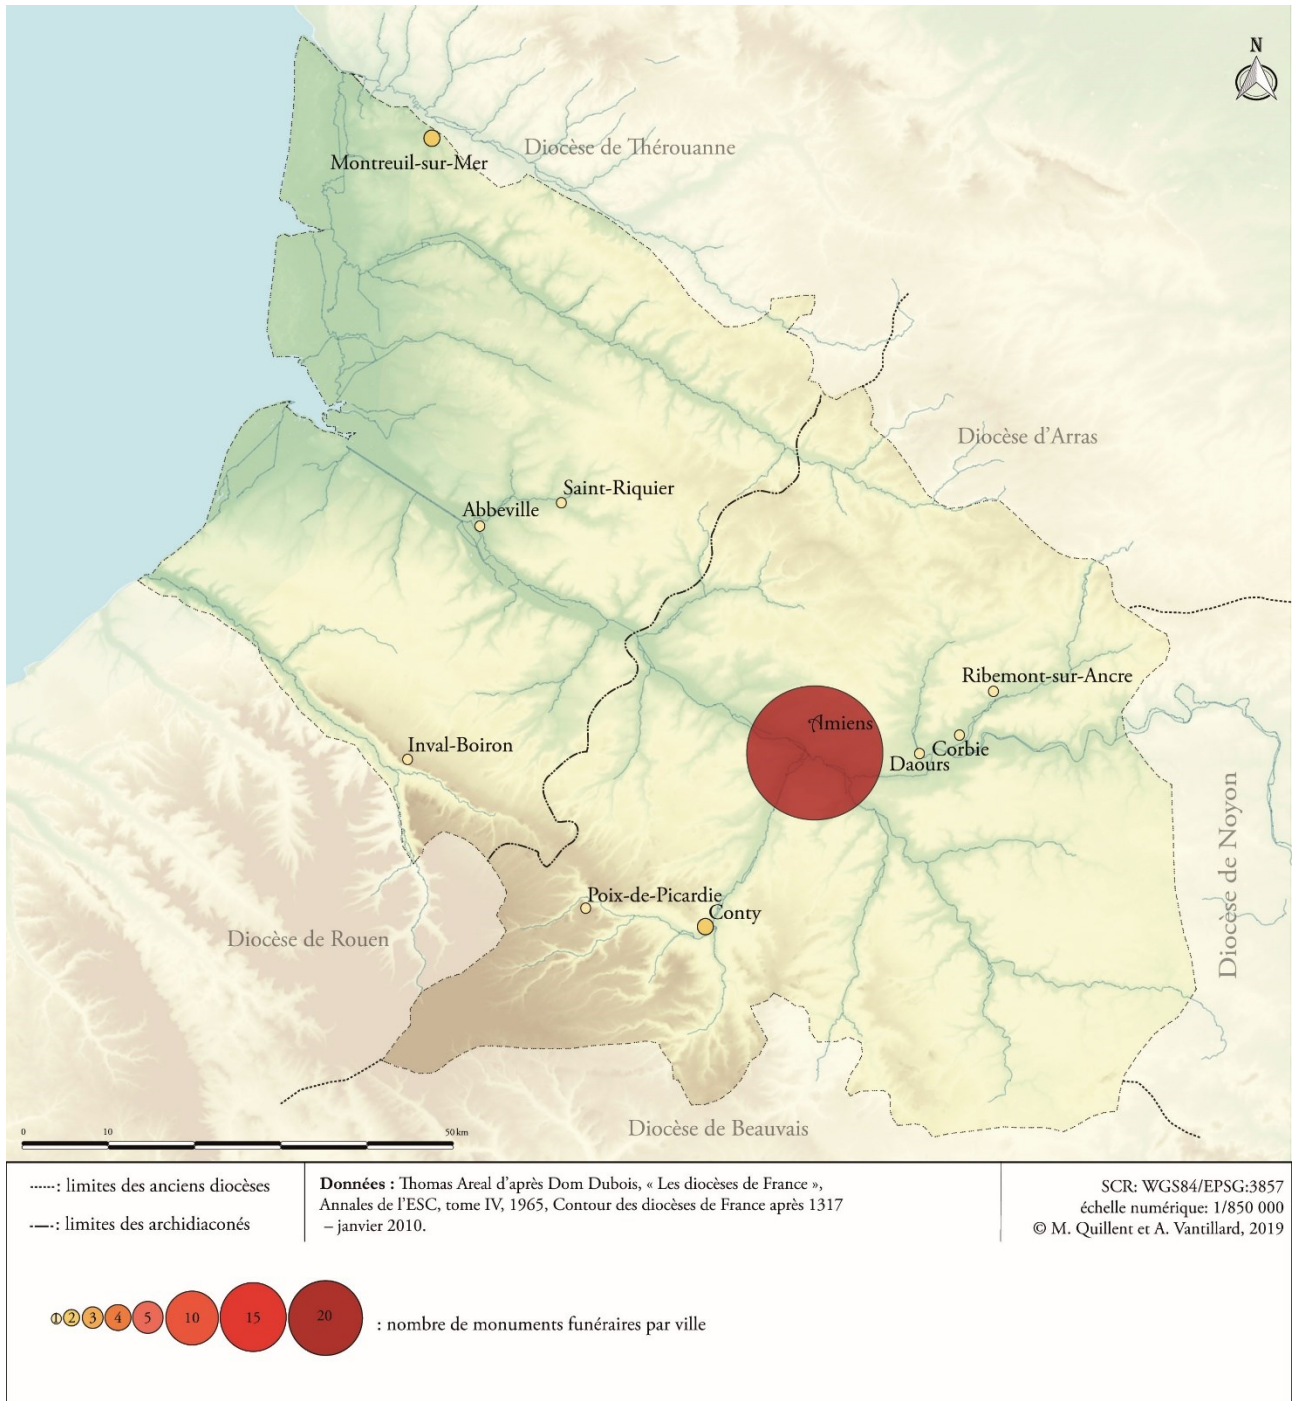 N
Diocèse de Thérouanne
Montreuil-sur-Mer
Diocèse d’Arras
Saint-Riquier
Abbeville
Ribemont-sur-Ancre
Amiens
Inval-Boiron
Corbie
Daours
Diocèse de Noyon
Poix-de-Picardie
Conty
Diocèse de Rouen
Diocèse de Beauvais
0 10 50 km
: limites des anciens diocèses
: limites des archidiaconés
Données : Thomas Areal d’après Dom Dubois, « Les diocèses de France »,
Annales de l’ESC, tome IV, 1965, Contour des diocèses de France après 1317
– janvier 2010.
SCR: WGS84/EPSG:3857
échelle numérique: 1/850 000
© M. Quillent et A. Vantillard, 2019
1 2 3 4 5 10 15 20 : nombre de monuments funéraires par ville